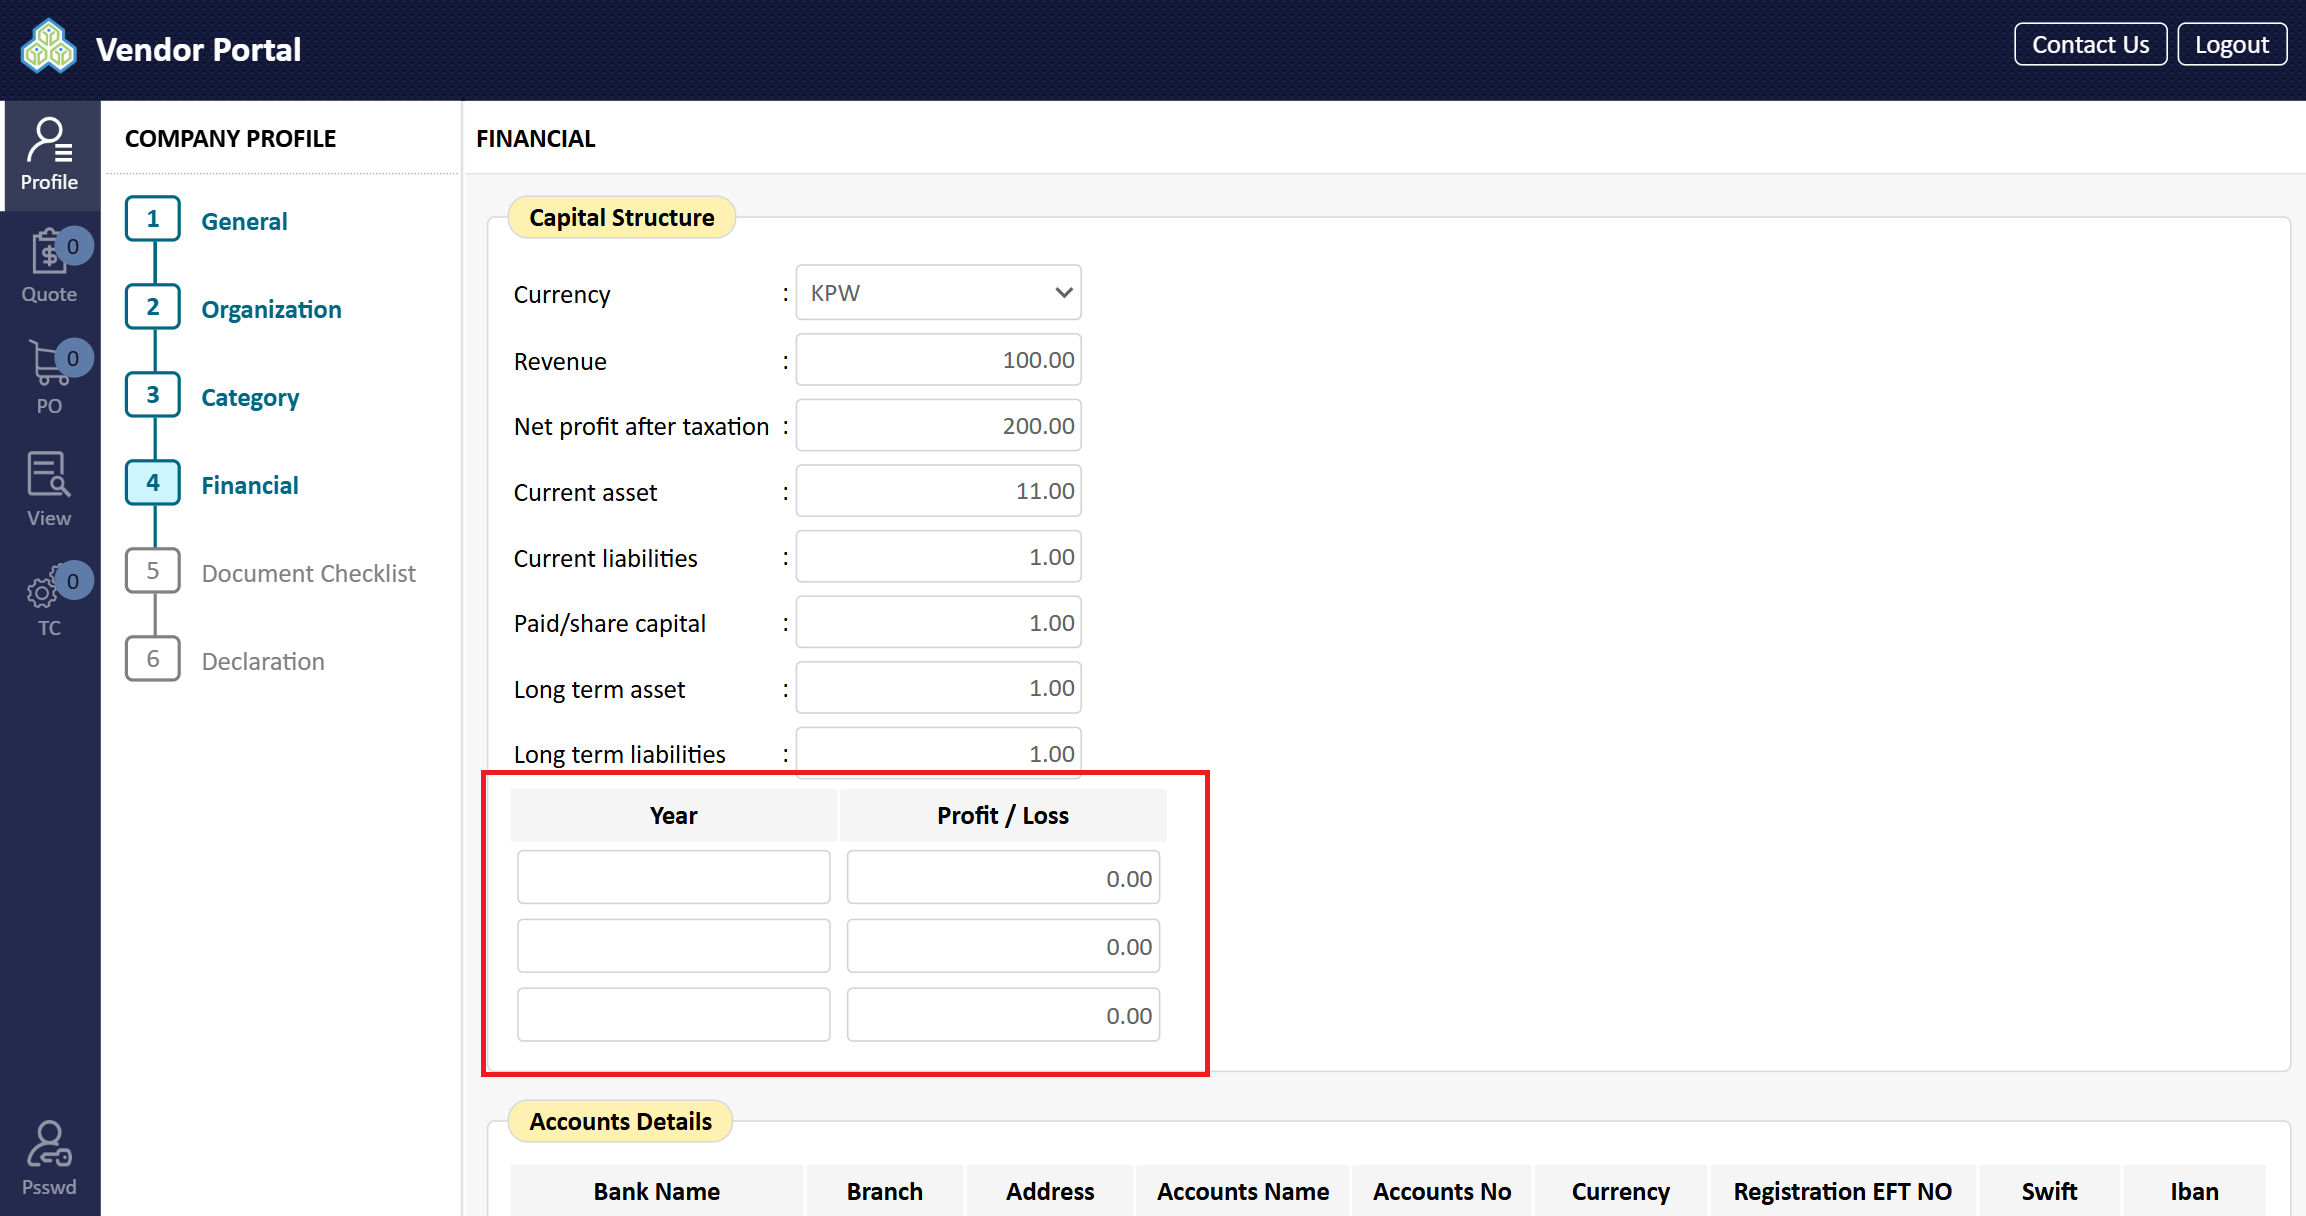 Vendor Portal
Contact Us
Logout
Profile
0
Quote
0
PO
View
0
TC
Psswd
COMPANY PROFILE
1 General
2 Organization
3 Category
4 Financial
5 Document Checklist
6 Declaration
FINANCIAL
Capital Structure
Currency : KPW
Revenue : 100.00
Net profit after taxation : 200.00
Current asset : 11.00
Current liabilities : 1.00
Paid/share capital : 1.00
Long term asset : 1.00
Long term liabilities : 1.00
Year Profit / Loss
0.00
0.00
0.00
Accounts Details
Bank Name Branch Address Accounts Name Accounts No Currency Registration EFT NO Swift Iban